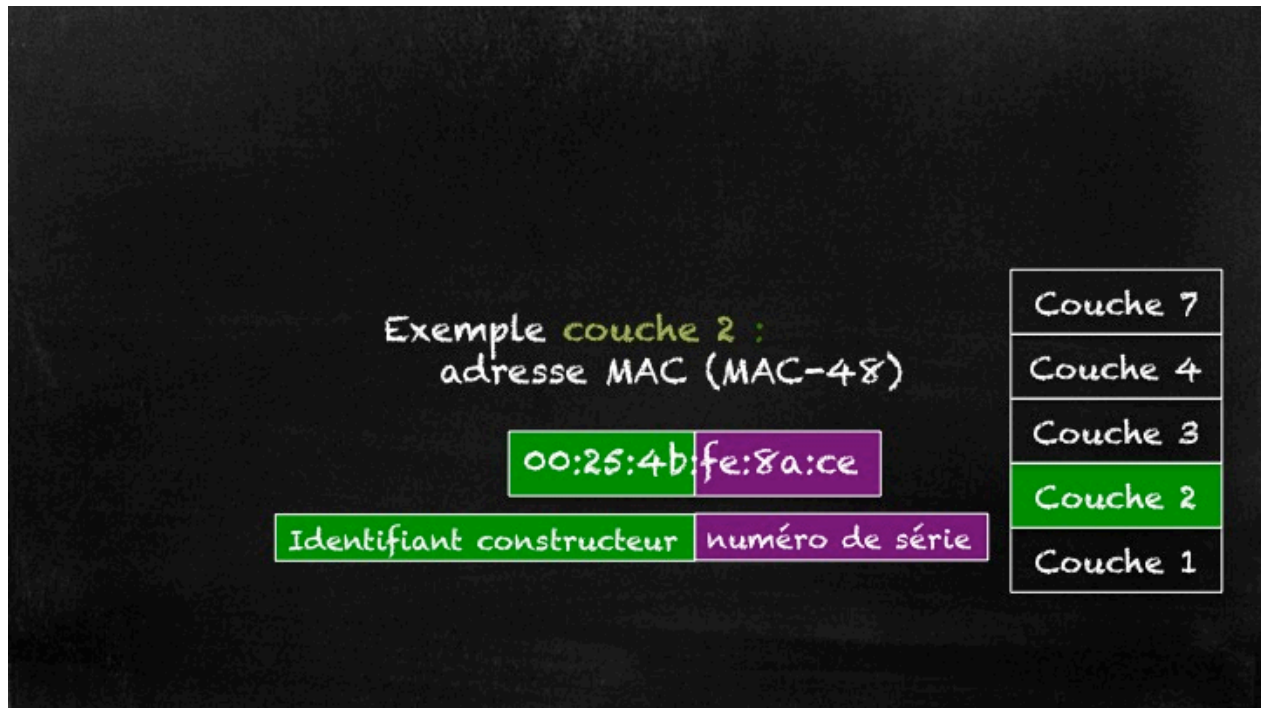 Exemple couche 2 :
adresse MAC (MAC-48)
00:25:4b:fe:8a:ce
Identifiant constructeur numéro de série
Couche 7
Couche 4
Couche 3
Couche 2
Couche 1